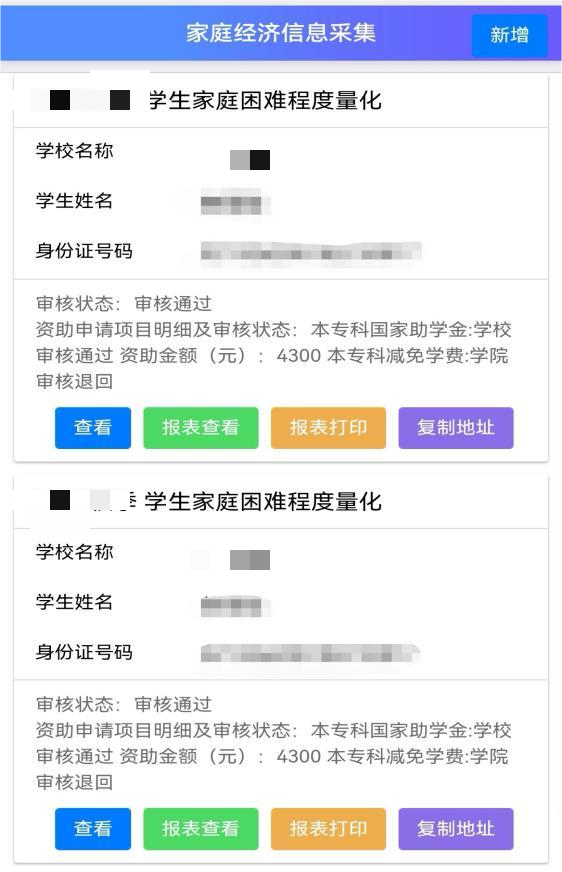 家庭经济信息采集
新增
学生家庭困难程度量化
学校名称
学生姓名
身份证号码
审核状态：审核通过
资助申请项目明细及审核状态：本专科国家助学金:学校
审核通过 资助金额（元）：4300 本专科减免学费:学院
审核退回
查看 报表查看 报表打印 复制地址
季 学生家庭困难程度量化
学校名称
学生姓名
身份证号码
审核状态：审核通过
资助申请项目明细及审核状态：本专科国家助学金:学校
审核通过 资助金额（元）：4300 本专科减免学费:学院
审核退回
查看 报表查看 报表打印 复制地址